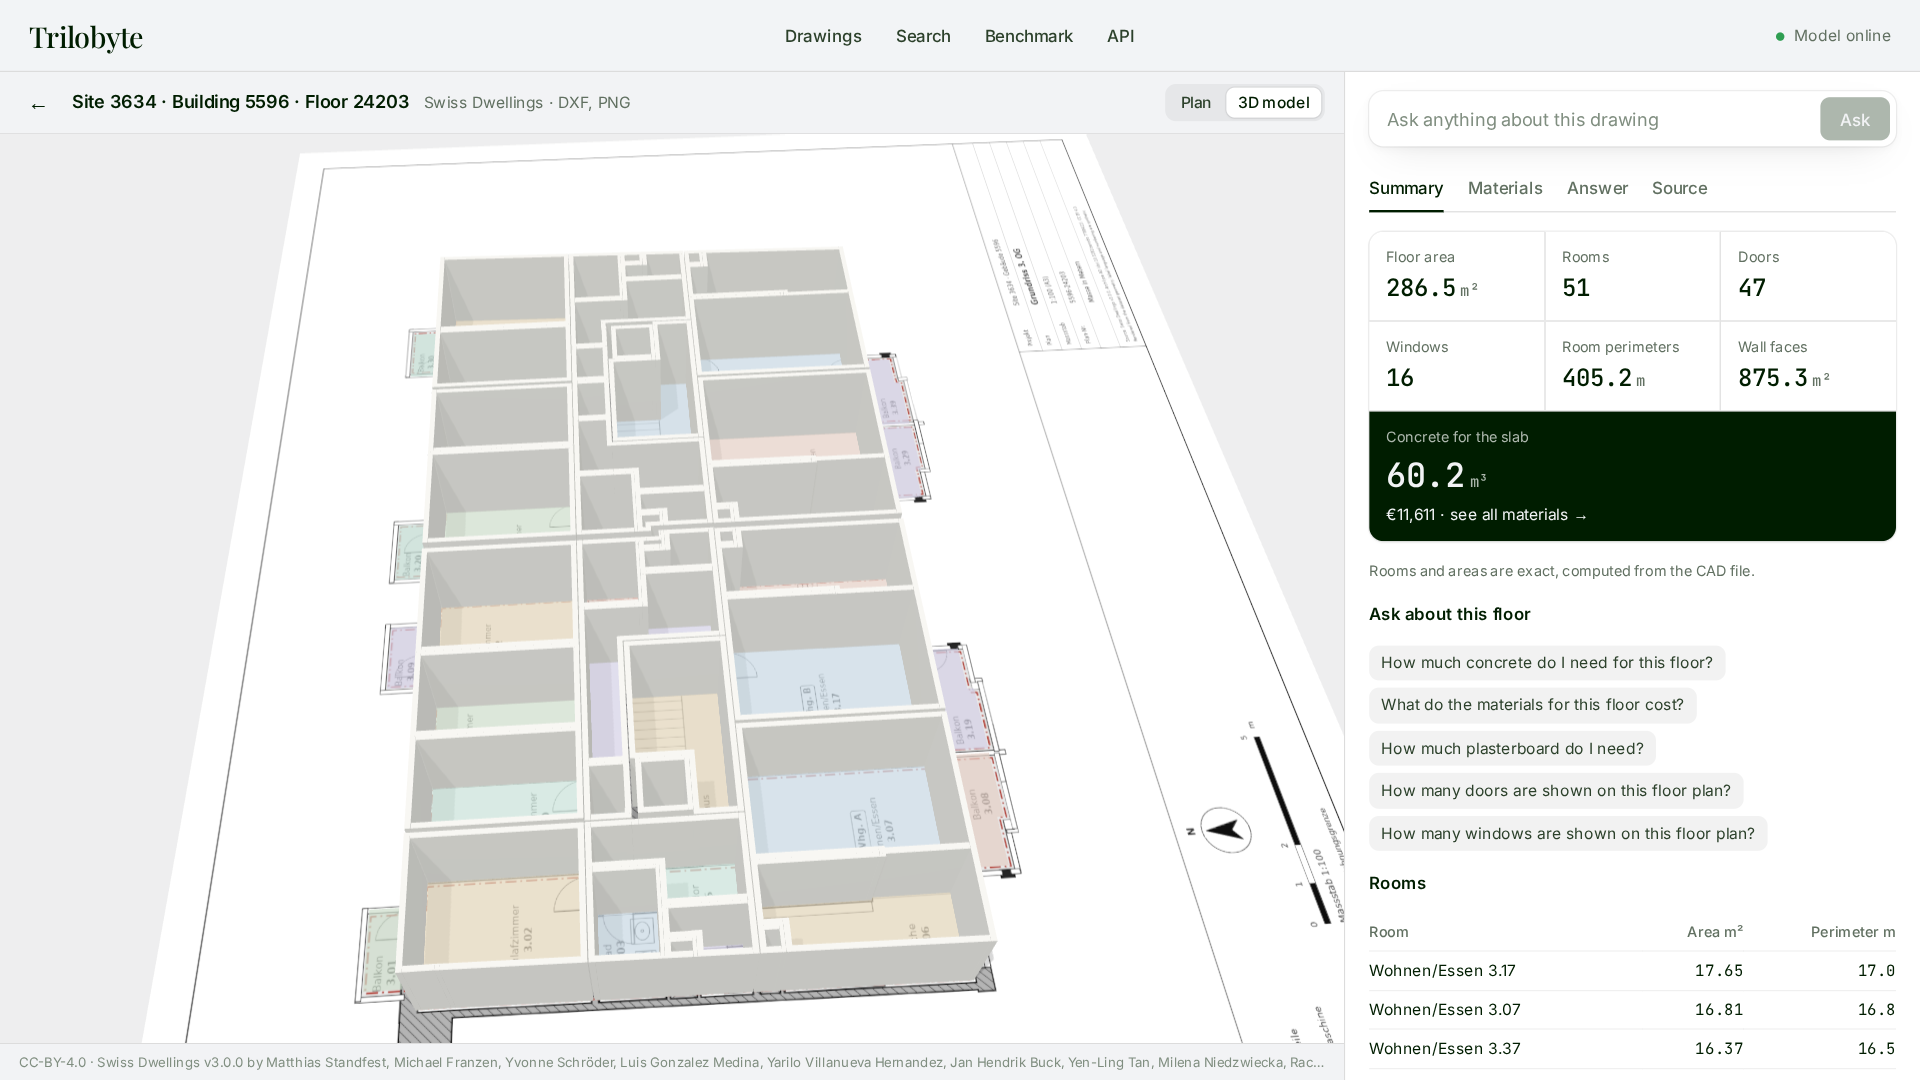 Trilobyte
Drawings
Search
Benchmark
API
Model online
←
Site 3634 · Building 5596 · Floor 24203
Swiss Dwellings · DXF, PNG
Plan
3D model
Ask anything about this drawing
Ask
Summary
Materials
Answer
Source
Floor area
286.5 m²
Rooms
51
Doors
47
Windows
16
Room perimeters
405.2 m
Wall faces
875.3 m²
Concrete for the slab
60.2 m³
€11,611 · see all materials →
Rooms and areas are exact, computed from the CAD file.
Ask about this floor
How much concrete do I need for this floor?
What do the materials for this floor cost?
How much plasterboard do I need?
How many doors are shown on this floor plan?
How many windows are shown on this floor plan?
Rooms
Room Area m² Perimeter m
Wohnen/Essen 3.17 17.65 17.0
Wohnen/Essen 3.07 16.81 16.8
Wohnen/Essen 3.37 16.37 16.5
Grundriss 3. OG
Balkon
3.19
Balkon
3.08
3.07
3.02
Balkon
3.01
N
5 m
2
1
0
Massstab 1:100
CC-BY-4.0 · Swiss Dwellings v3.0.0 by Matthias Standfest, Michael Franzen, Yvonne Schröder, Luis Gonzalez Medina, Yarilo Villanueva Hernandez, Jan Hendrik Buck, Yen-Ling Tan, Milena Niedzwiecka, Rac…